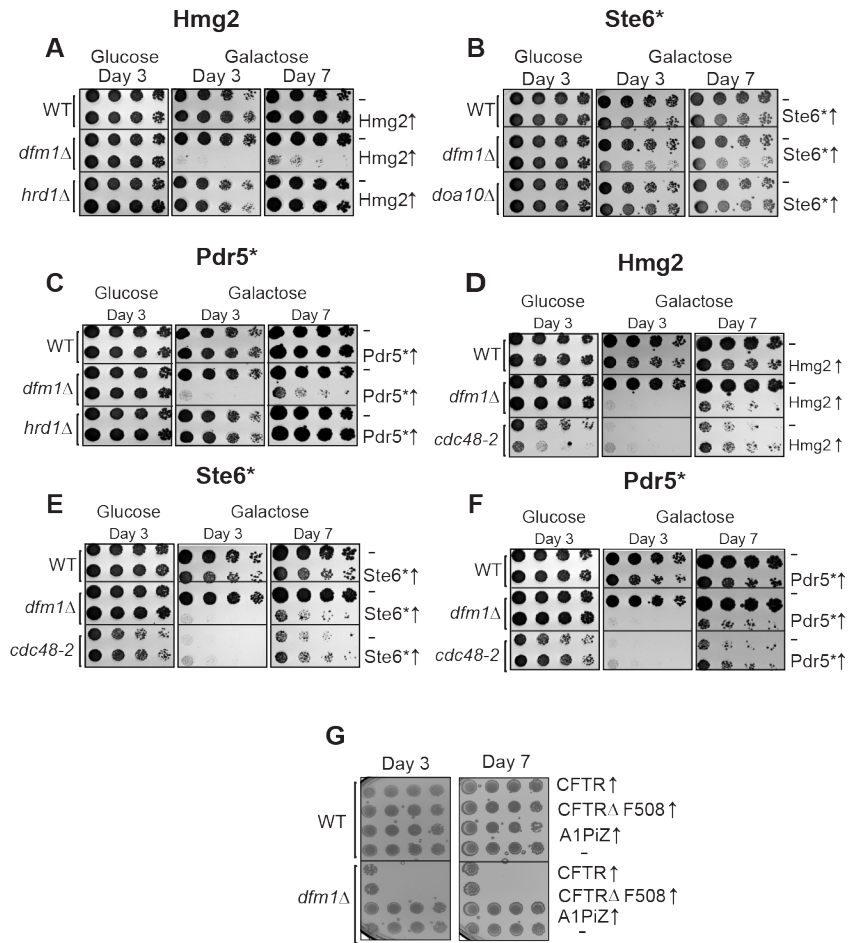 Hmg2
A
Glucose Galactose
Day 3 Day 3 Day 7
WT
-
Hmg2↑
dfm1Δ
-
Hmg2↑
hrd1Δ
-
Hmg2↑
Ste6*
B
Glucose Galactose
Day 3 Day 3 Day 7
WT
-
Ste6*↑
dfm1Δ
-
Ste6*↑
doa10Δ
-
Ste6*↑
Pdr5*
C
Glucose Galactose
Day 3 Day 3 Day 7
WT
-
Pdr5*↑
dfm1Δ
-
Pdr5*↑
hrd1Δ
-
Pdr5*↑
Hmg2
D
Glucose Galactose
Day 3 Day 3 Day 7
WT
-
Hmg2↑
dfm1Δ
-
Hmg2↑
cdc48-2
-
Hmg2↑
Ste6*
E
Glucose Galactose
Day 3 Day 3 Day 7
WT
-
Ste6*↑
dfm1Δ
-
Ste6*↑
cdc48-2
-
Ste6*↑
Pdr5*
F
Glucose Galactose
Day 3 Day 3 Day 7
WT
-
Pdr5*↑
dfm1Δ
-
Pdr5*↑
cdc48-2
-
Pdr5*↑
G
Day 3 Day 7
WT
CFTR↑
CFTRΔ F508↑
A1PiZ↑
-
dfm1Δ
CFTR↑
CFTRΔ F508↑
A1PiZ↑
-